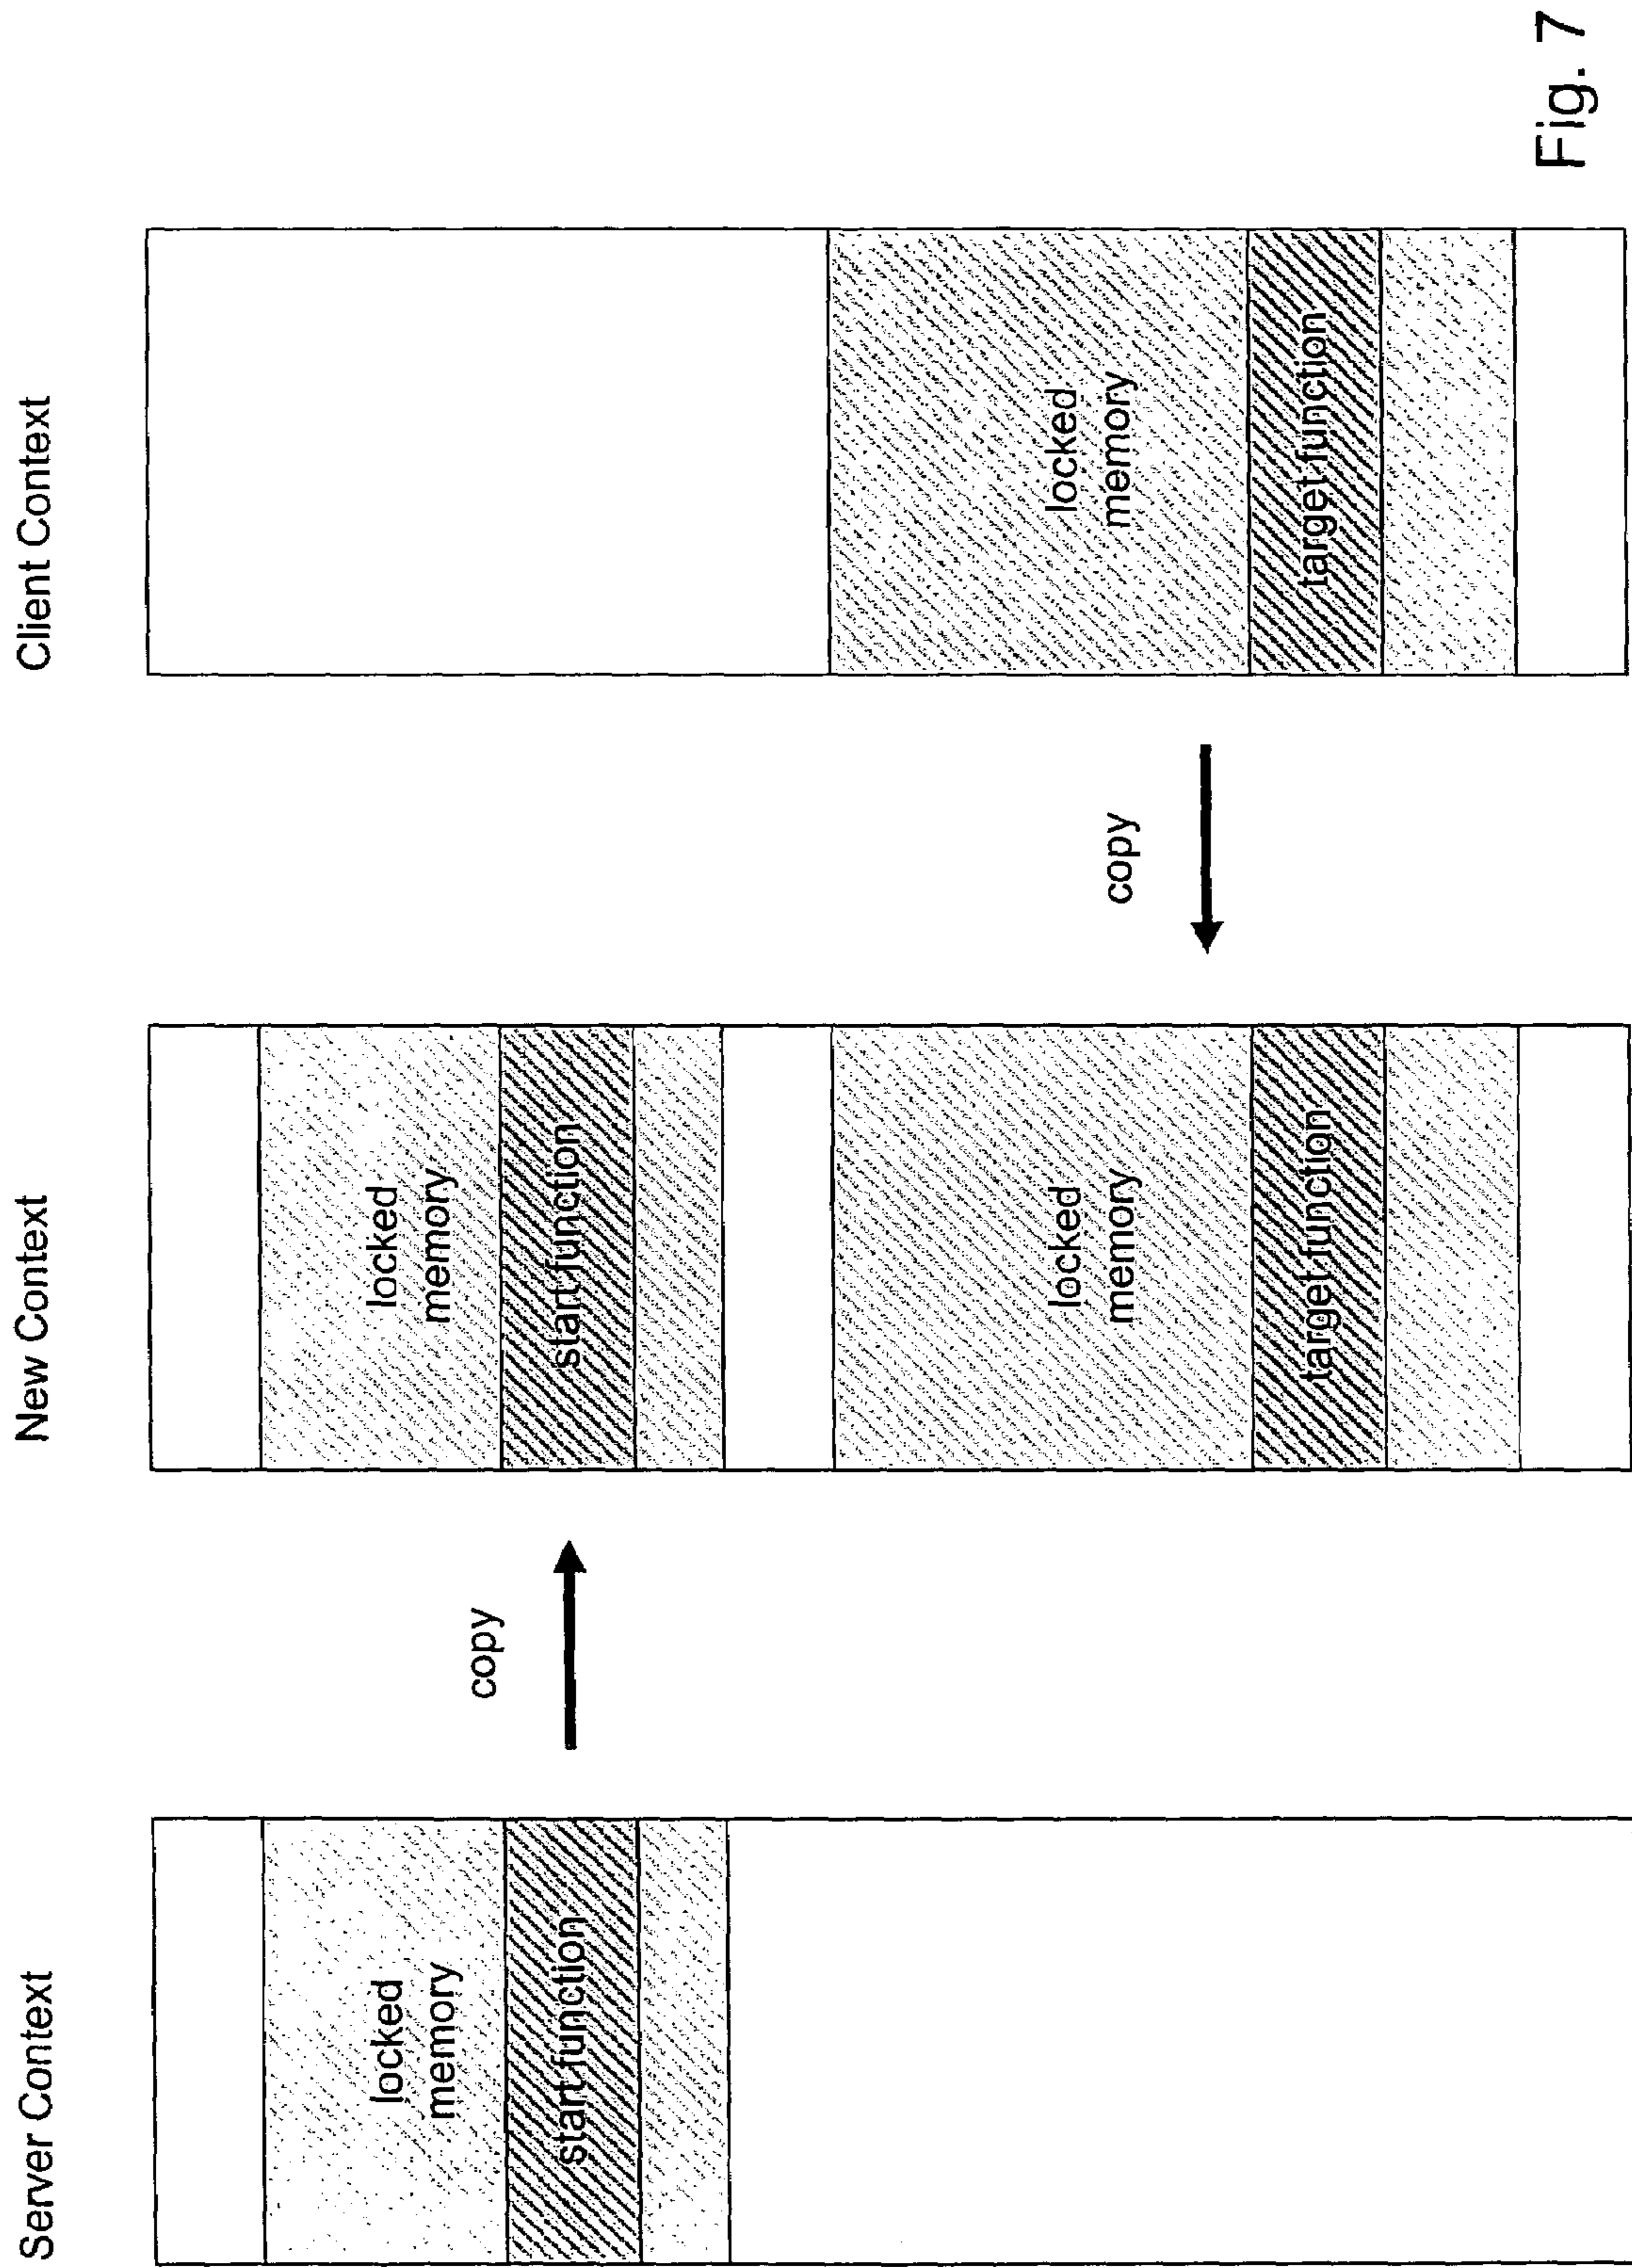 Server Context
New Context
Client Context
locked
memory
start function
copy
locked
memory
start function
locked
memory
target function
copy
locked
memory
target function
Fig. 7